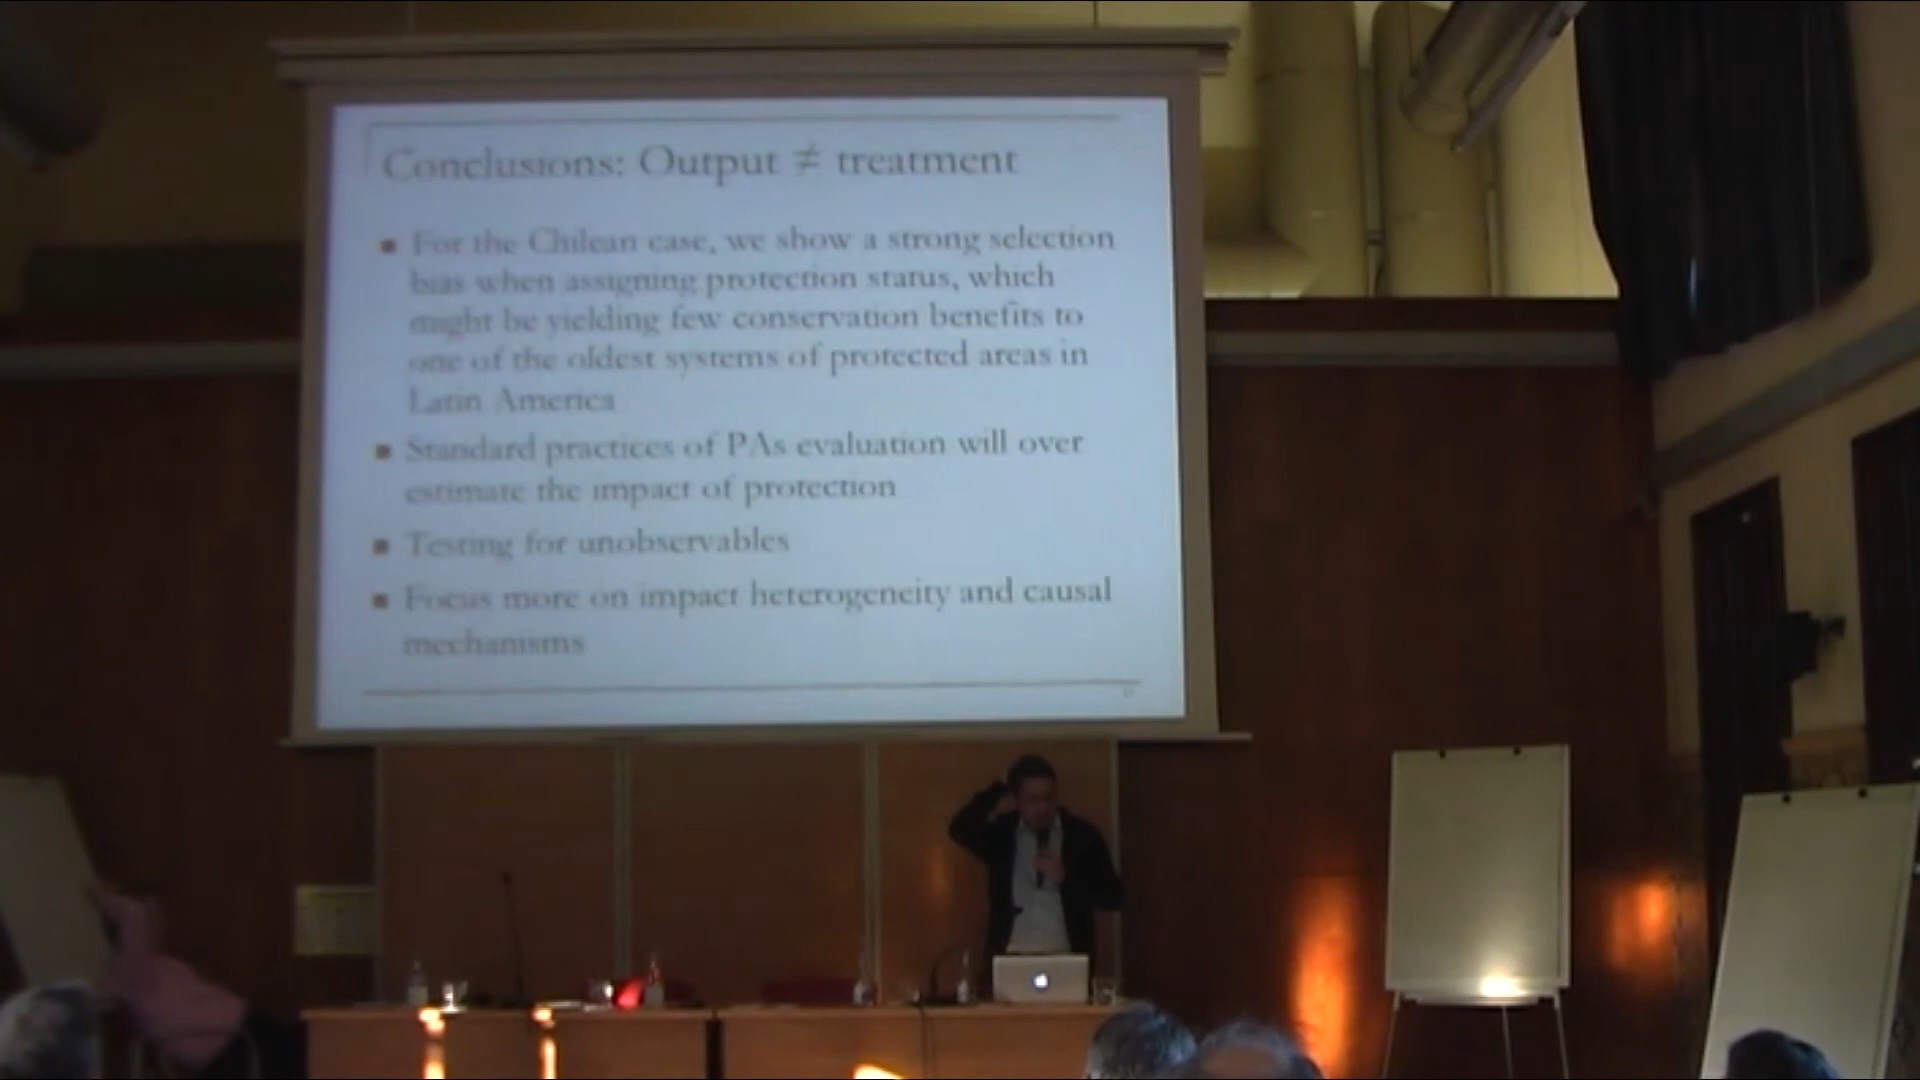 Conclusions: Output ≠ treatment
■ For the Chilean case, we show a strong selection
bias when assigning protection status, which
might be yielding few conservation benefits to
one of the oldest systems of protected areas in
Latin America
■ Standard practices of PAs evaluation will over
estimate the impact of protection
■ Testing for unobservables
■ Focus more on impact heterogeneity and causal
mechanisms